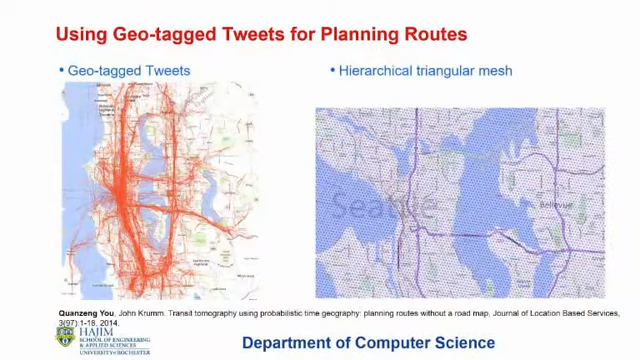 Using Geo-tagged Tweets for Planning Routes
• Geo-tagged Tweets
• Hierarchical triangular mesh
Seattle
Bellevue
Quanzeng You, John Krumm. Transit tomography using probabilistic time geography: planning routes without a road map, Journal of Location Based Services,
3(97):1-18, 2014.
HAJIM
SCHOOL OF ENGINEERING
& APPLIED SCIENCES
UNIVERSITY of ROCHESTER
Department of Computer Science